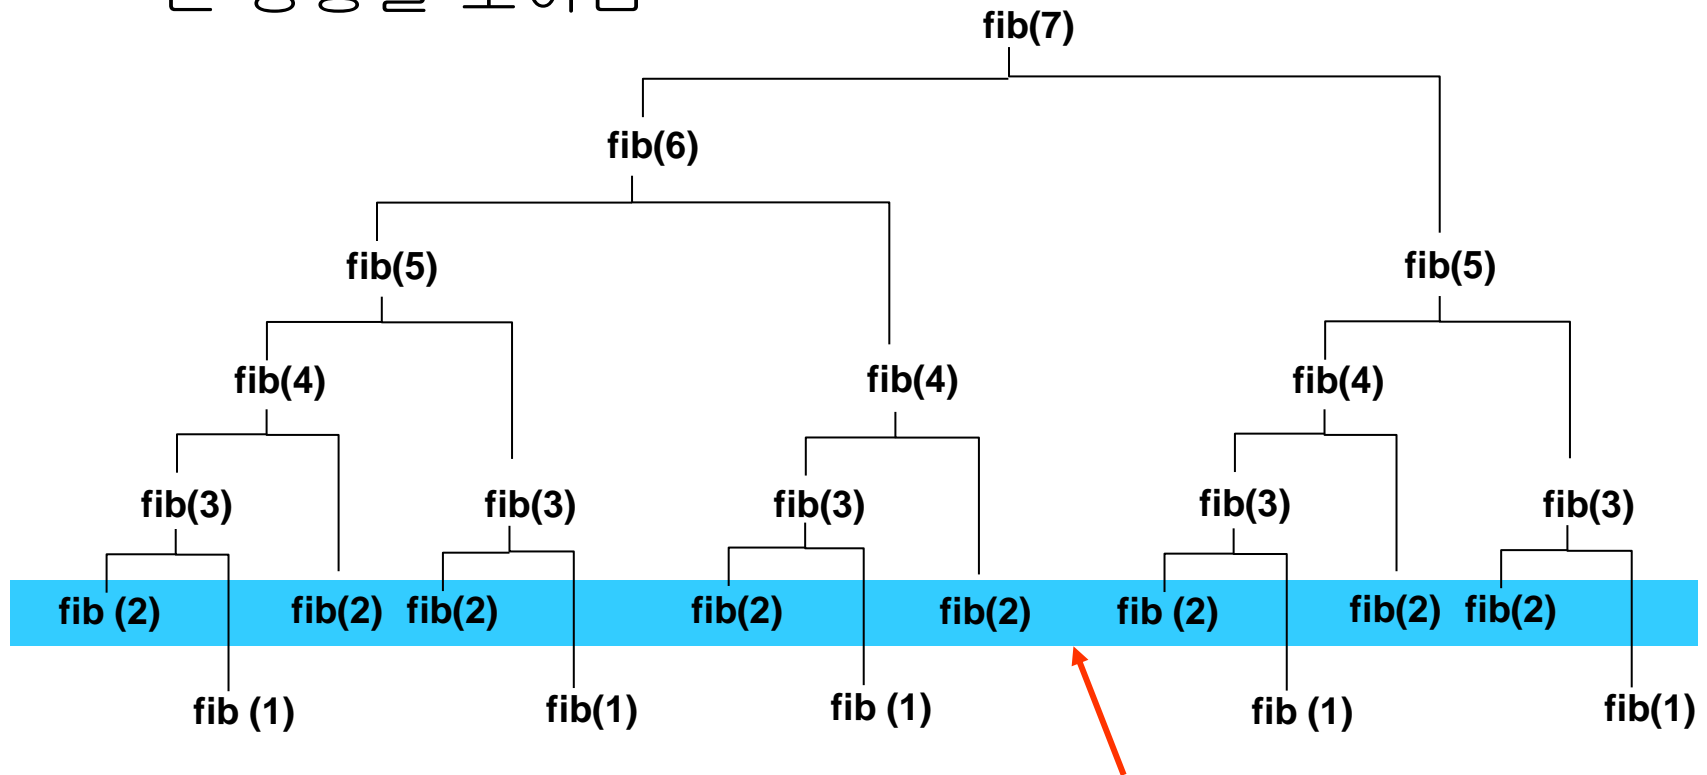 fib(7)
fib(6)
fib(5) fib(5)
fib(4) fib(4) fib(4)
fib(3) fib(3) fib(3) fib(3) fib(3)
fib (2) fib(2) fib(2) fib(2) fib(2) fib (2) fib(2) fib(2)
fib (1) fib(1) fib (1) fib (1) fib(1)